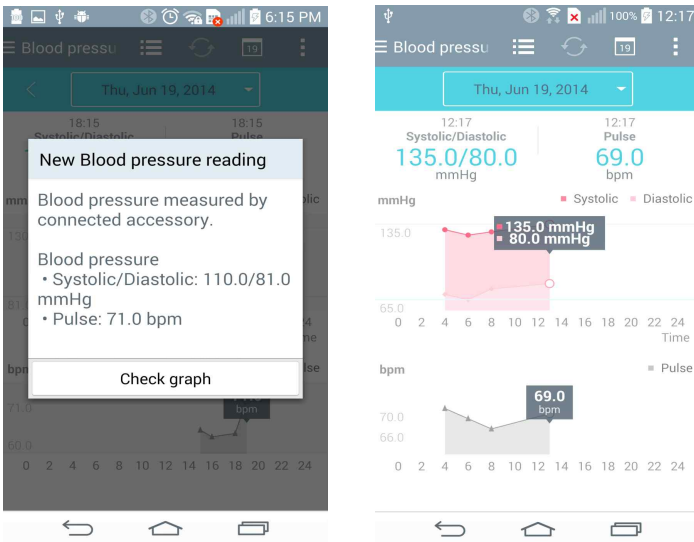 6:15 PM
Blood pressu
19
Thu, Jun 19, 2014
18:15
18:15
Systolic/Diastolic
Pulse
New Blood pressure reading
Blood pressure measured by
connected accessory.
Blood pressure
• Systolic/Diastolic: 110.0/81.0
mmHg
• Pulse: 71.0 bpm
Check graph
bpm
71.0
60.0
0 2 4 6 8 10 12 14 16 18 20 22 24
100% 12:17
Blood pressu
19
Thu, Jun 19, 2014
12:17
12:17
Systolic/Diastolic
Pulse
135.0/80.0
69.0
mmHg
bpm
mmHg
Systolic Diastolic
135.0
135.0 mmHg
80.0 mmHg
65.0
0 2 4 6 8 10 12 14 16 18 20 22 24
Time
bpm
Pulse
69.0
bpm
70.0
66.0
0 2 4 6 8 10 12 14 16 18 20 22 24